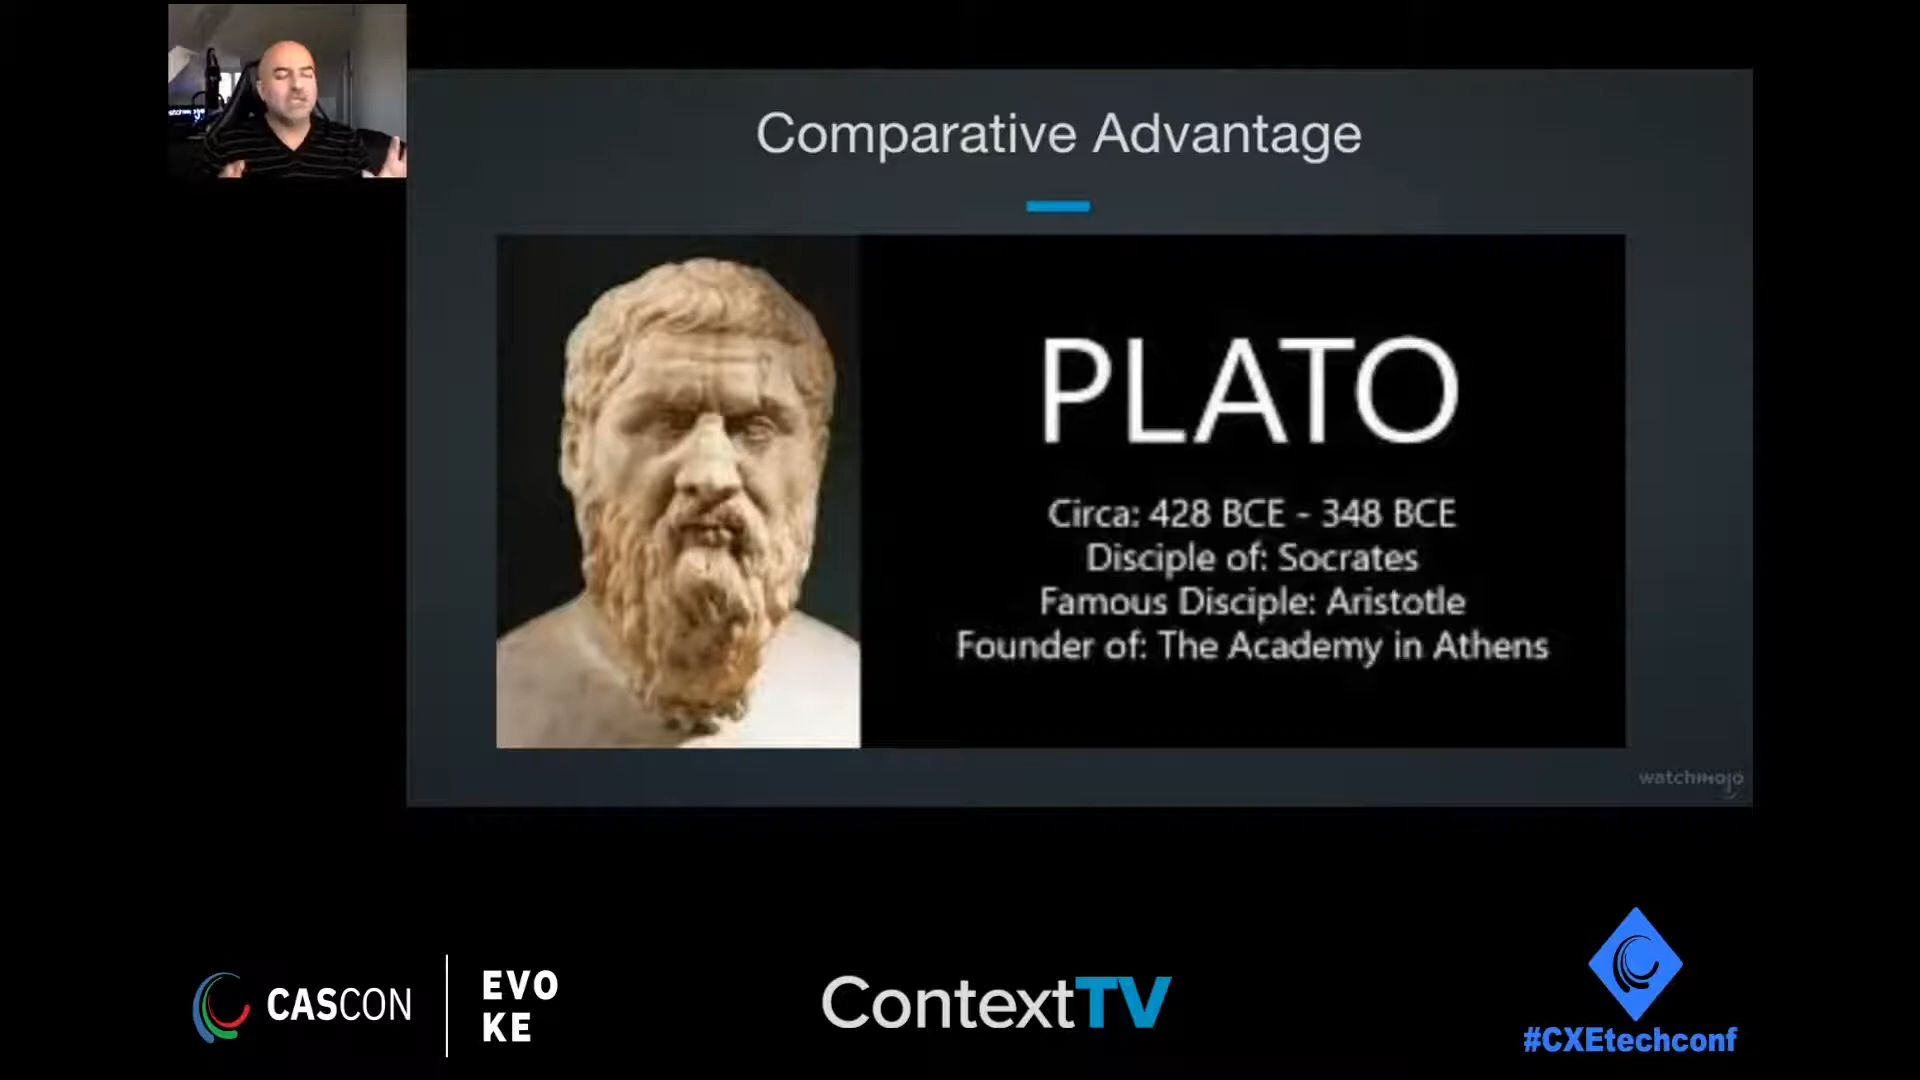 Comparative Advantage
PLATO
Circa: 428 BCE - 348 BCE
Disciple of: Socrates
Famous Disciple: Aristotle
Founder of: The Academy in Athens
watchmojo
CASCON
EVO
KE
ContextTV
#CXEtechconf